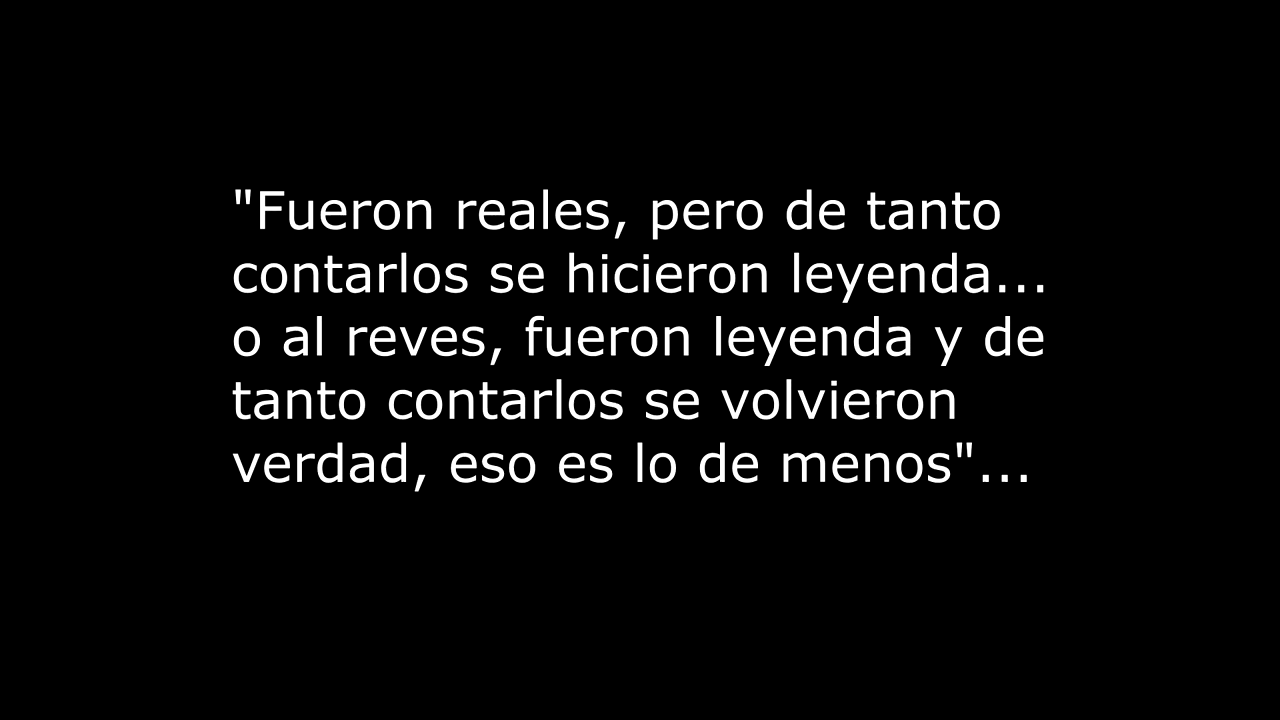 "Fueron reales, pero de tanto
contarlos se hicieron leyenda...
o al reves, fueron leyenda y de
tanto contarlos se volvieron
verdad, eso es lo de menos"...